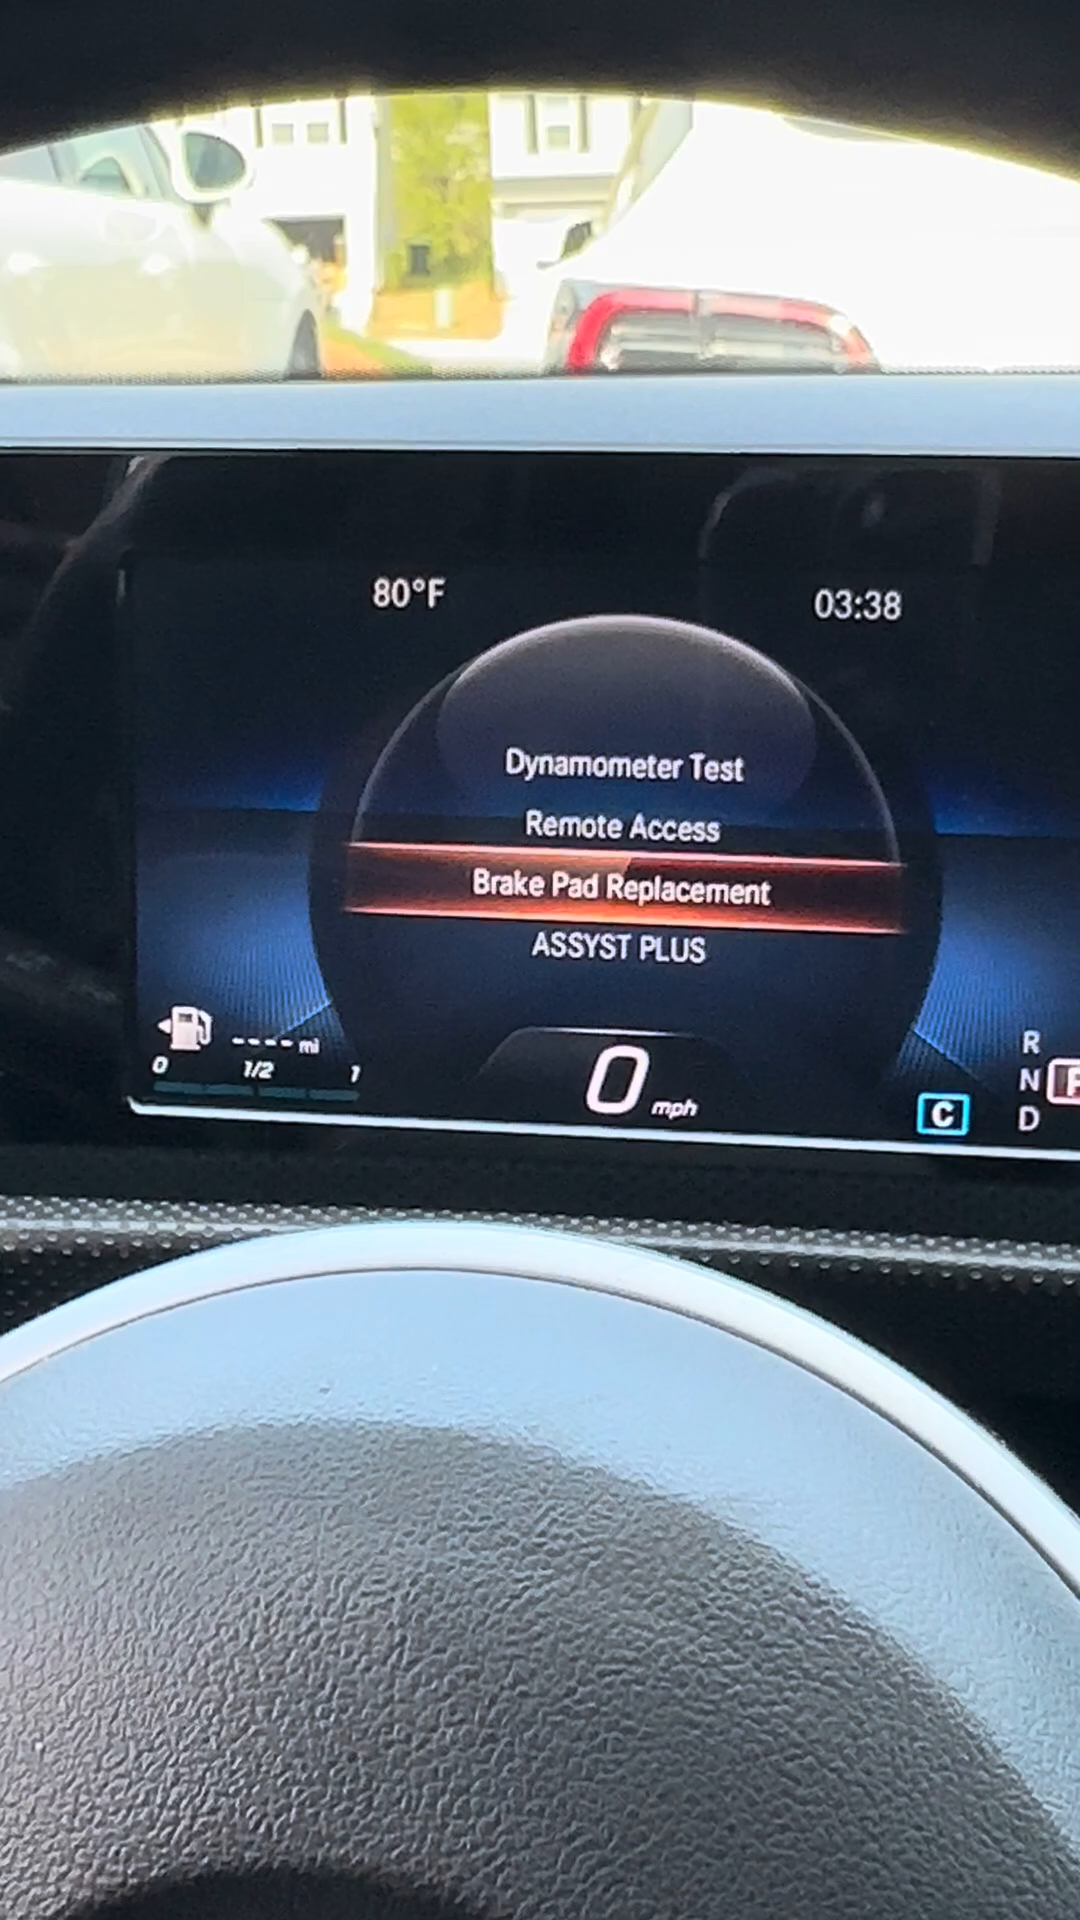 80°F
03:38
Dynamometer Test
Remote Access
Brake Pad Replacement
ASSYST PLUS
---- mi
0 1/2 1
0 mph
C
R
N P
D